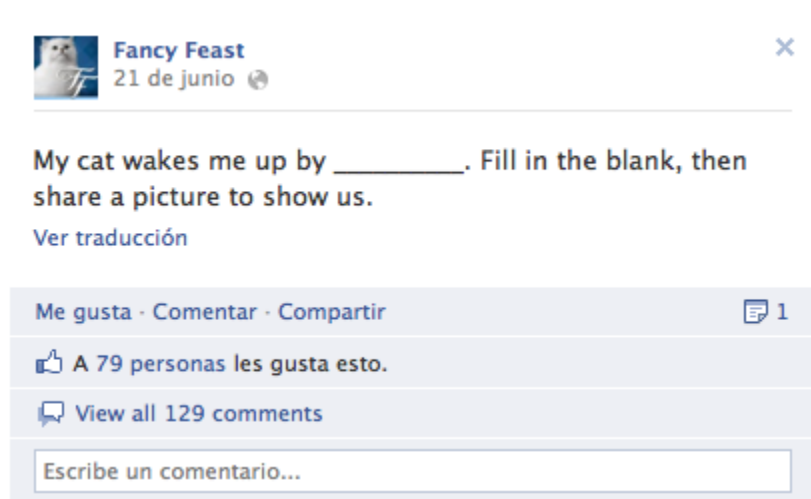 Fancy Feast
21 de junio
My cat wakes me up by __________. Fill in the blank, then
share a picture to show us.
Ver traducción
Me gusta · Comentar · Compartir 1
A 79 personas les gusta esto.
View all 129 comments
Escribe un comentario...